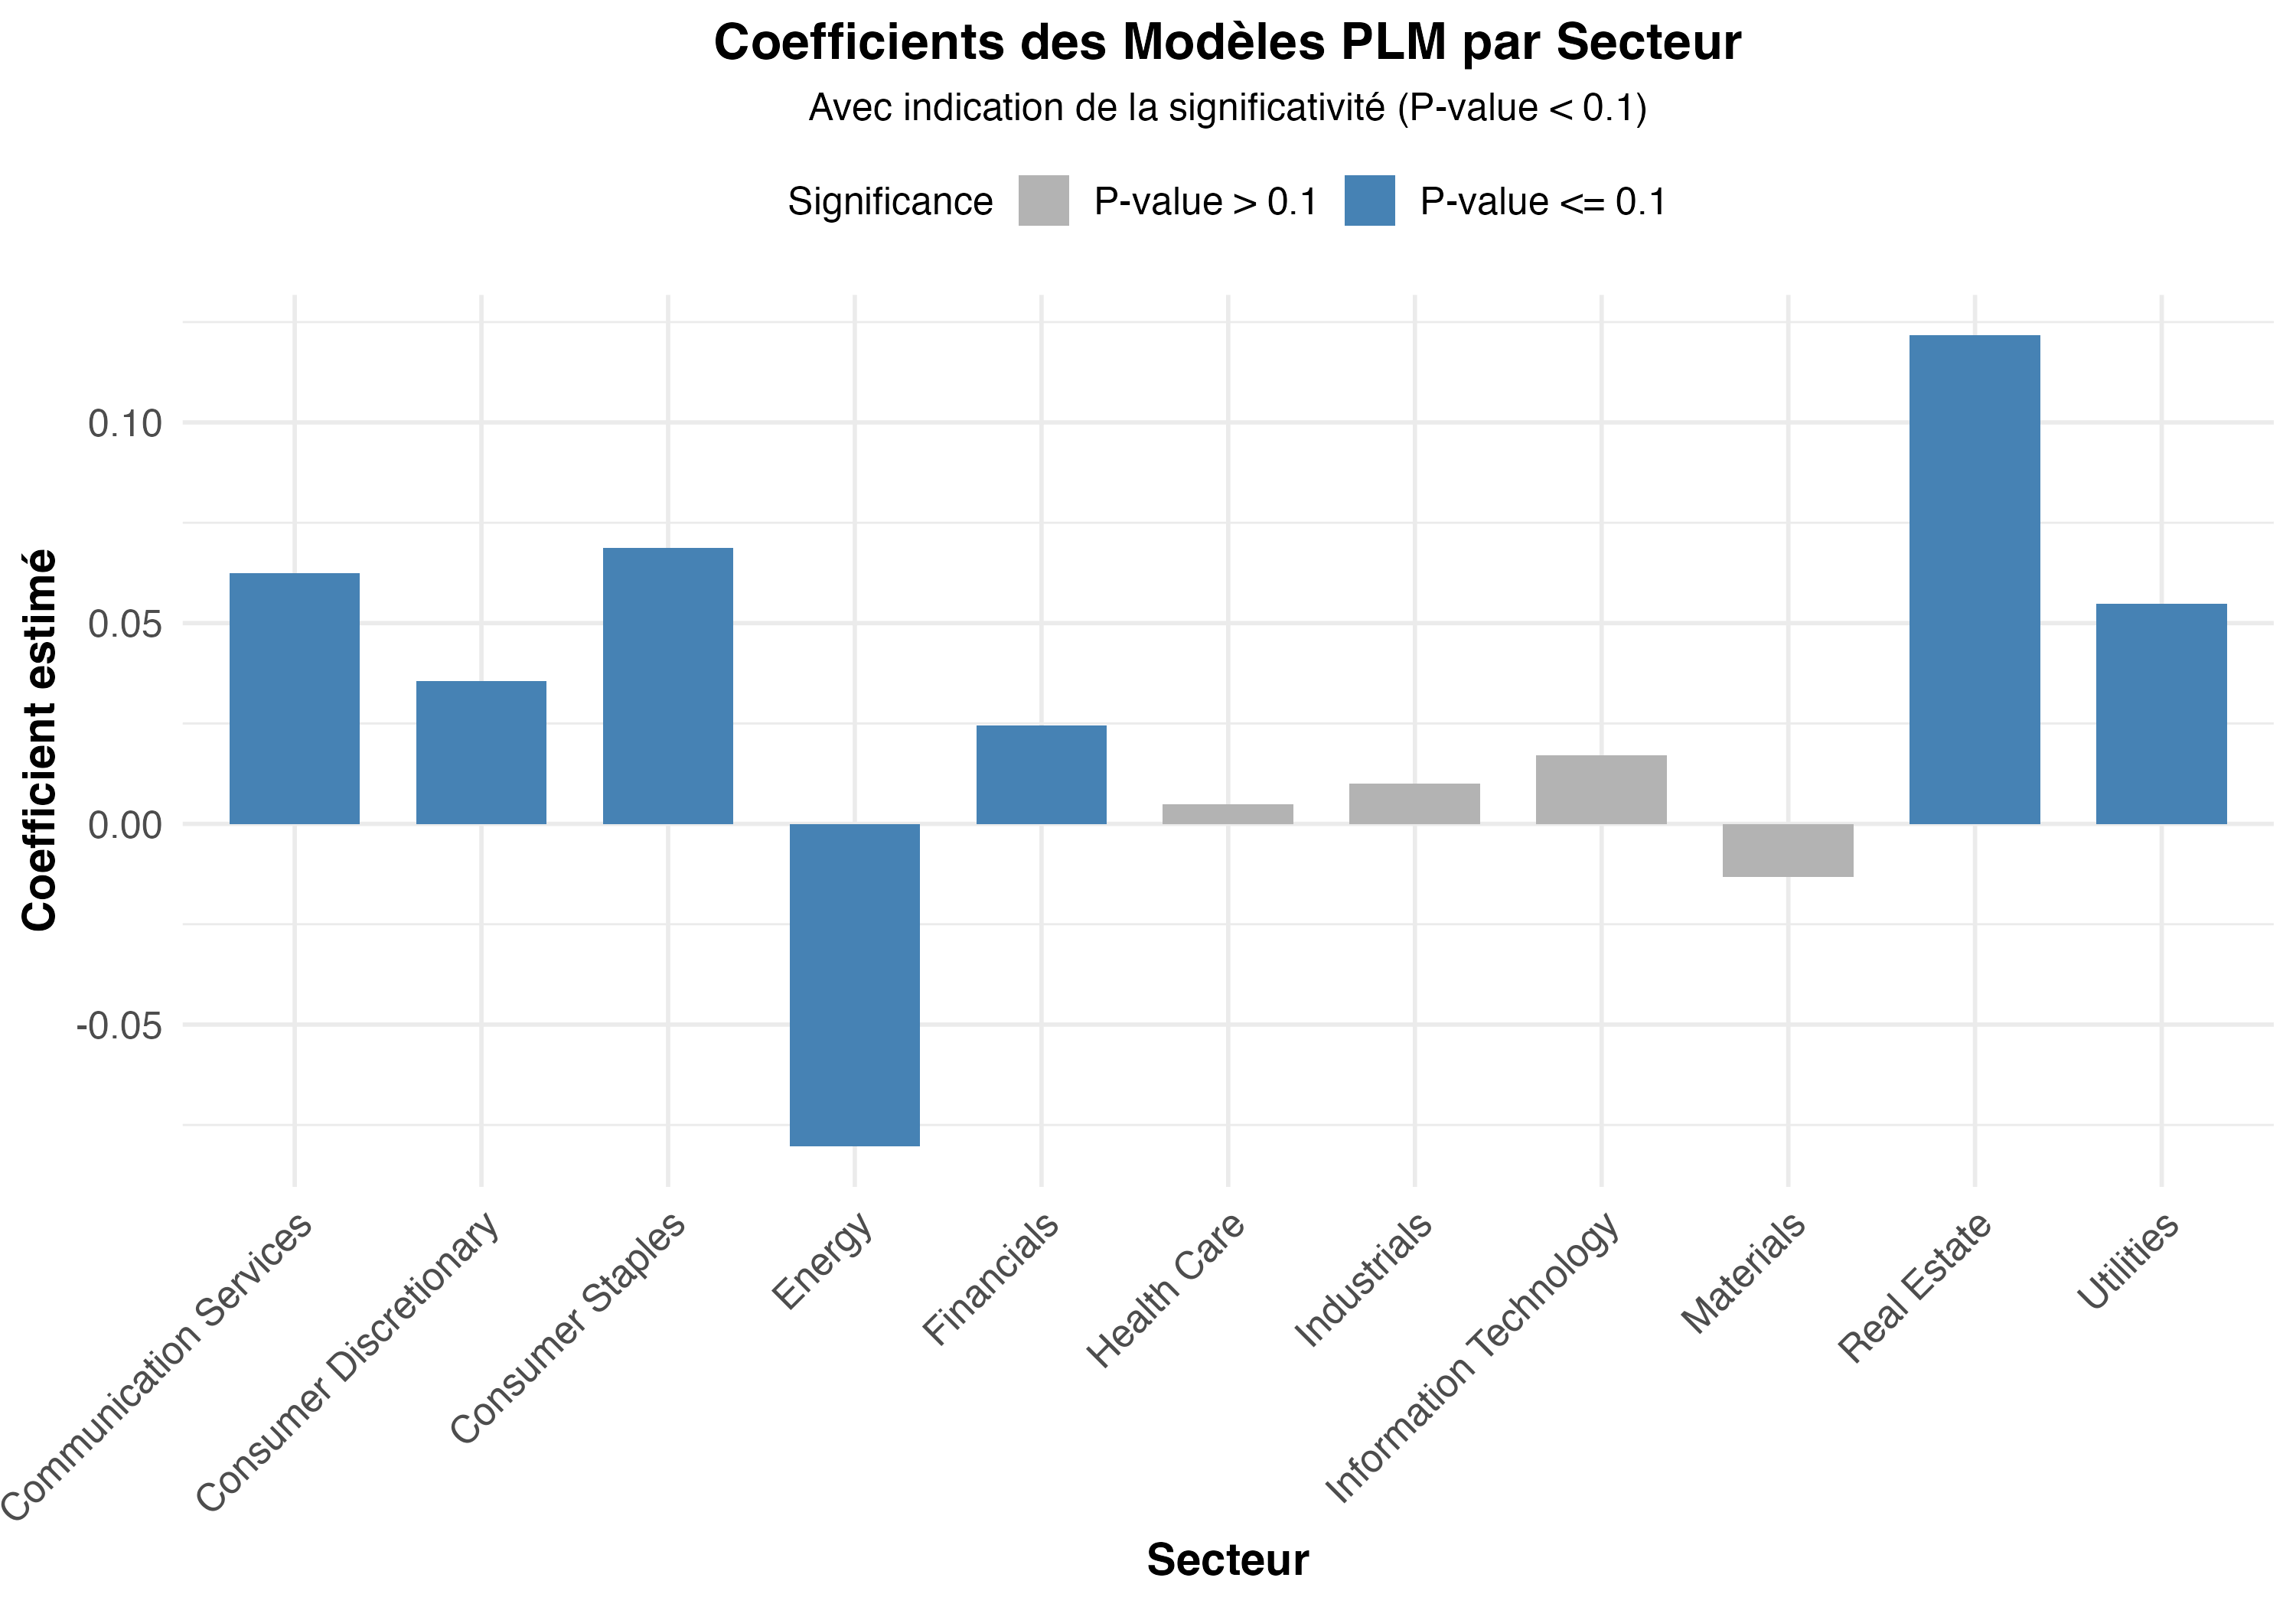 Coefficients des Modèles PLM par Secteur
Avec indication de la significativité (P-value < 0.1)
Significance P-value > 0.1 P-value <= 0.1
Coefficient estimé
0.10
0.05
0.00
-0.05
Communication Services
Consumer Discretionary
Consumer Staples
Energy
Financials
Health Care
Industrials
Information Technology
Materials
Real Estate
Utilities
Secteur